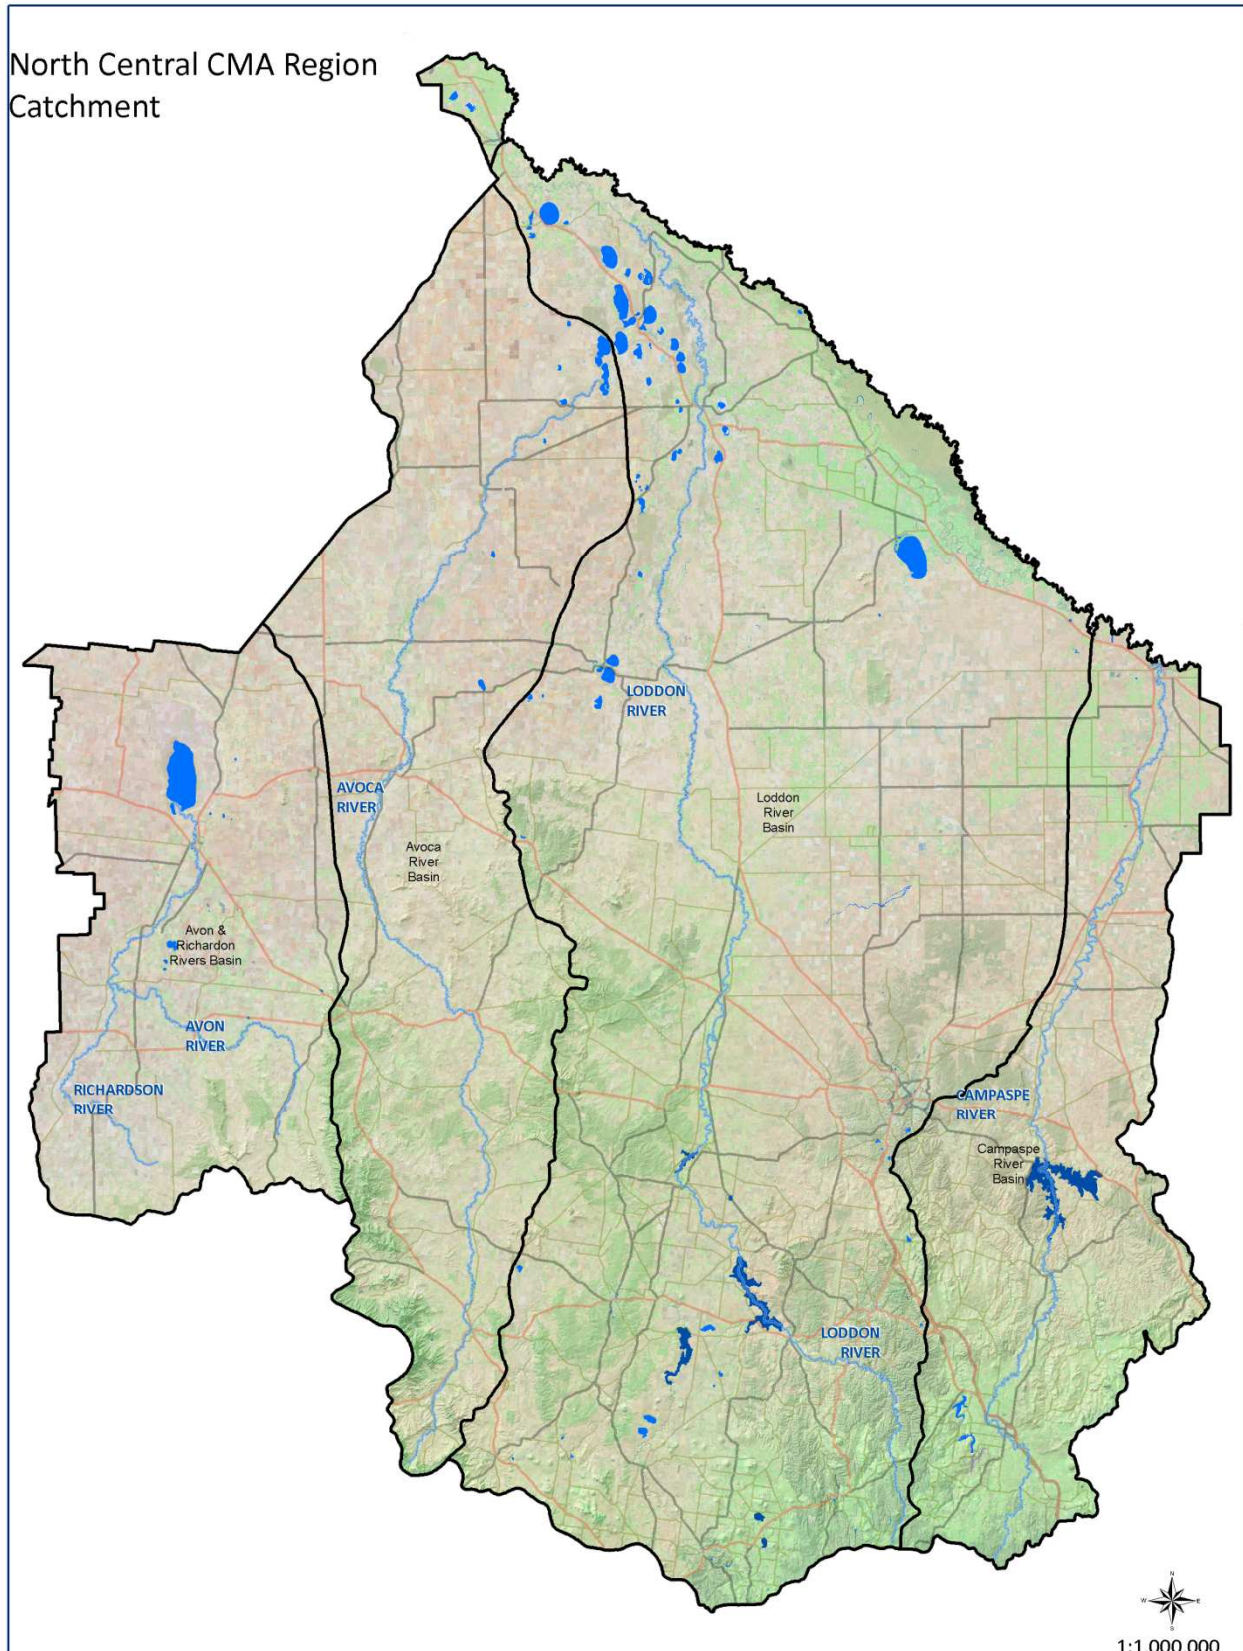 North Central CMA Region
Catchment
LODDON
RIVER
AVOCA
RIVER
Loddon
River
Basin
Avoca
River
Basin
Avon &
Richardon
Rivers Basin
AVON
RIVER
RICHARDSON
RIVER
CAMPASPE
RIVER
Campaspe
River
Basin
LODDON
RIVER
N
W
E
S
1:1,000,000